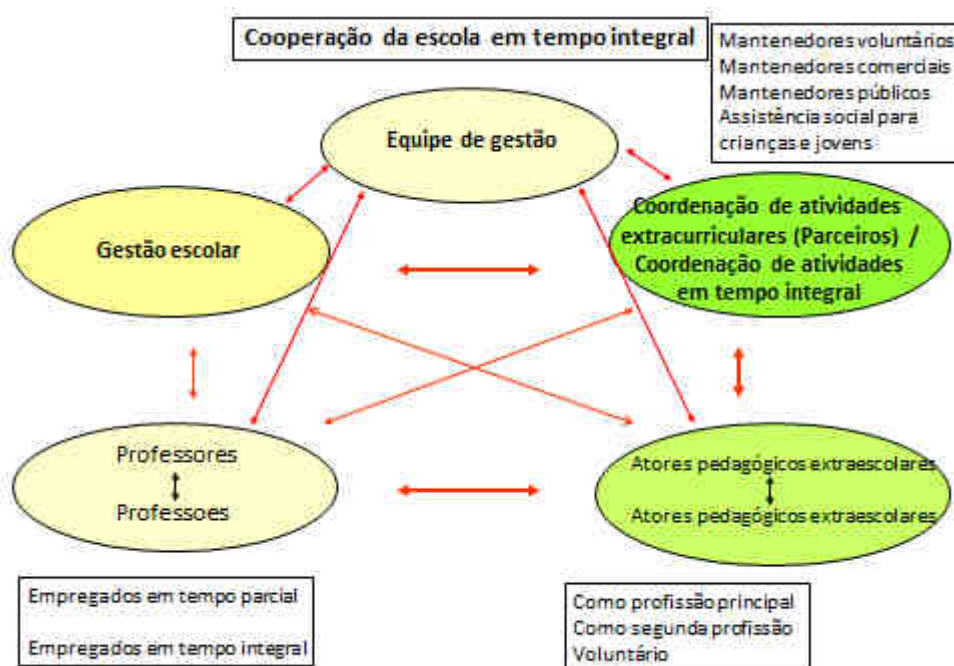 Cooperação da escola em tempo integral
Mantenedores voluntários
Mantenedores comerciais
Mantenedores públicos
Assistência social para
crianças e jovens
Equipe de gestão
Gestão escolar
Coordenação de atividades
extracurriculares (Parceiros) /
Coordenação de atividades
em tempo integral
Professores
Professoes
Atores pedagógicos extraescolares
Atores pedagógicos extraescolares
Empregados em tempo parcial
Empregados em tempo integral
Como profissão principal
Como segunda profissão
Voluntário